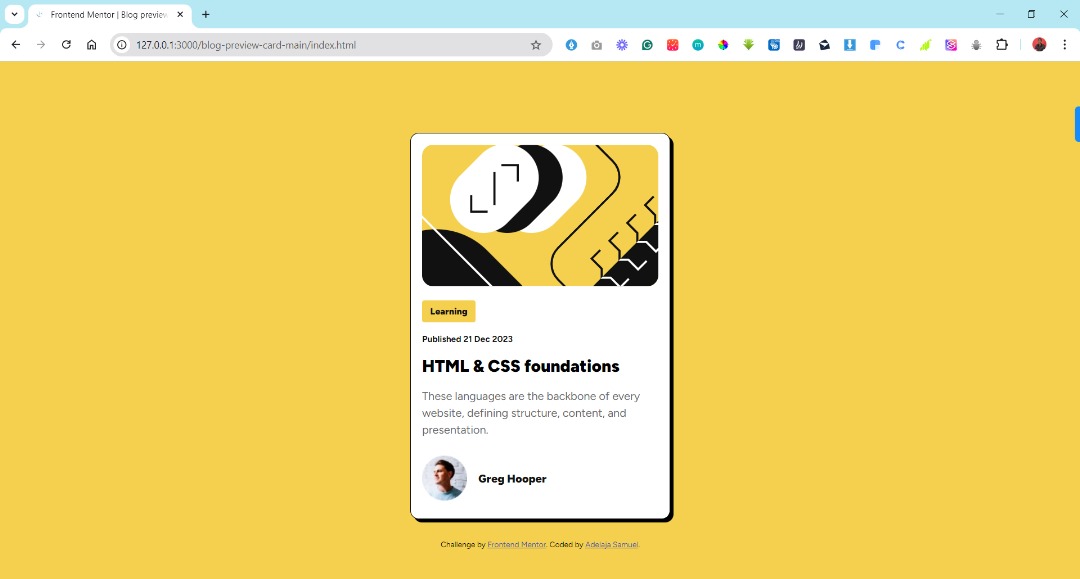 Frontend Mentor | Blog preview
127.0.0.1:3000/blog-preview-card-main/index.html
Learning
Published 21 Dec 2023
HTML & CSS foundations
These languages are the backbone of every
website, defining structure, content, and
presentation.
Greg Hooper
Challenge by Frontend Mentor. Coded by Adelaja Samuel.